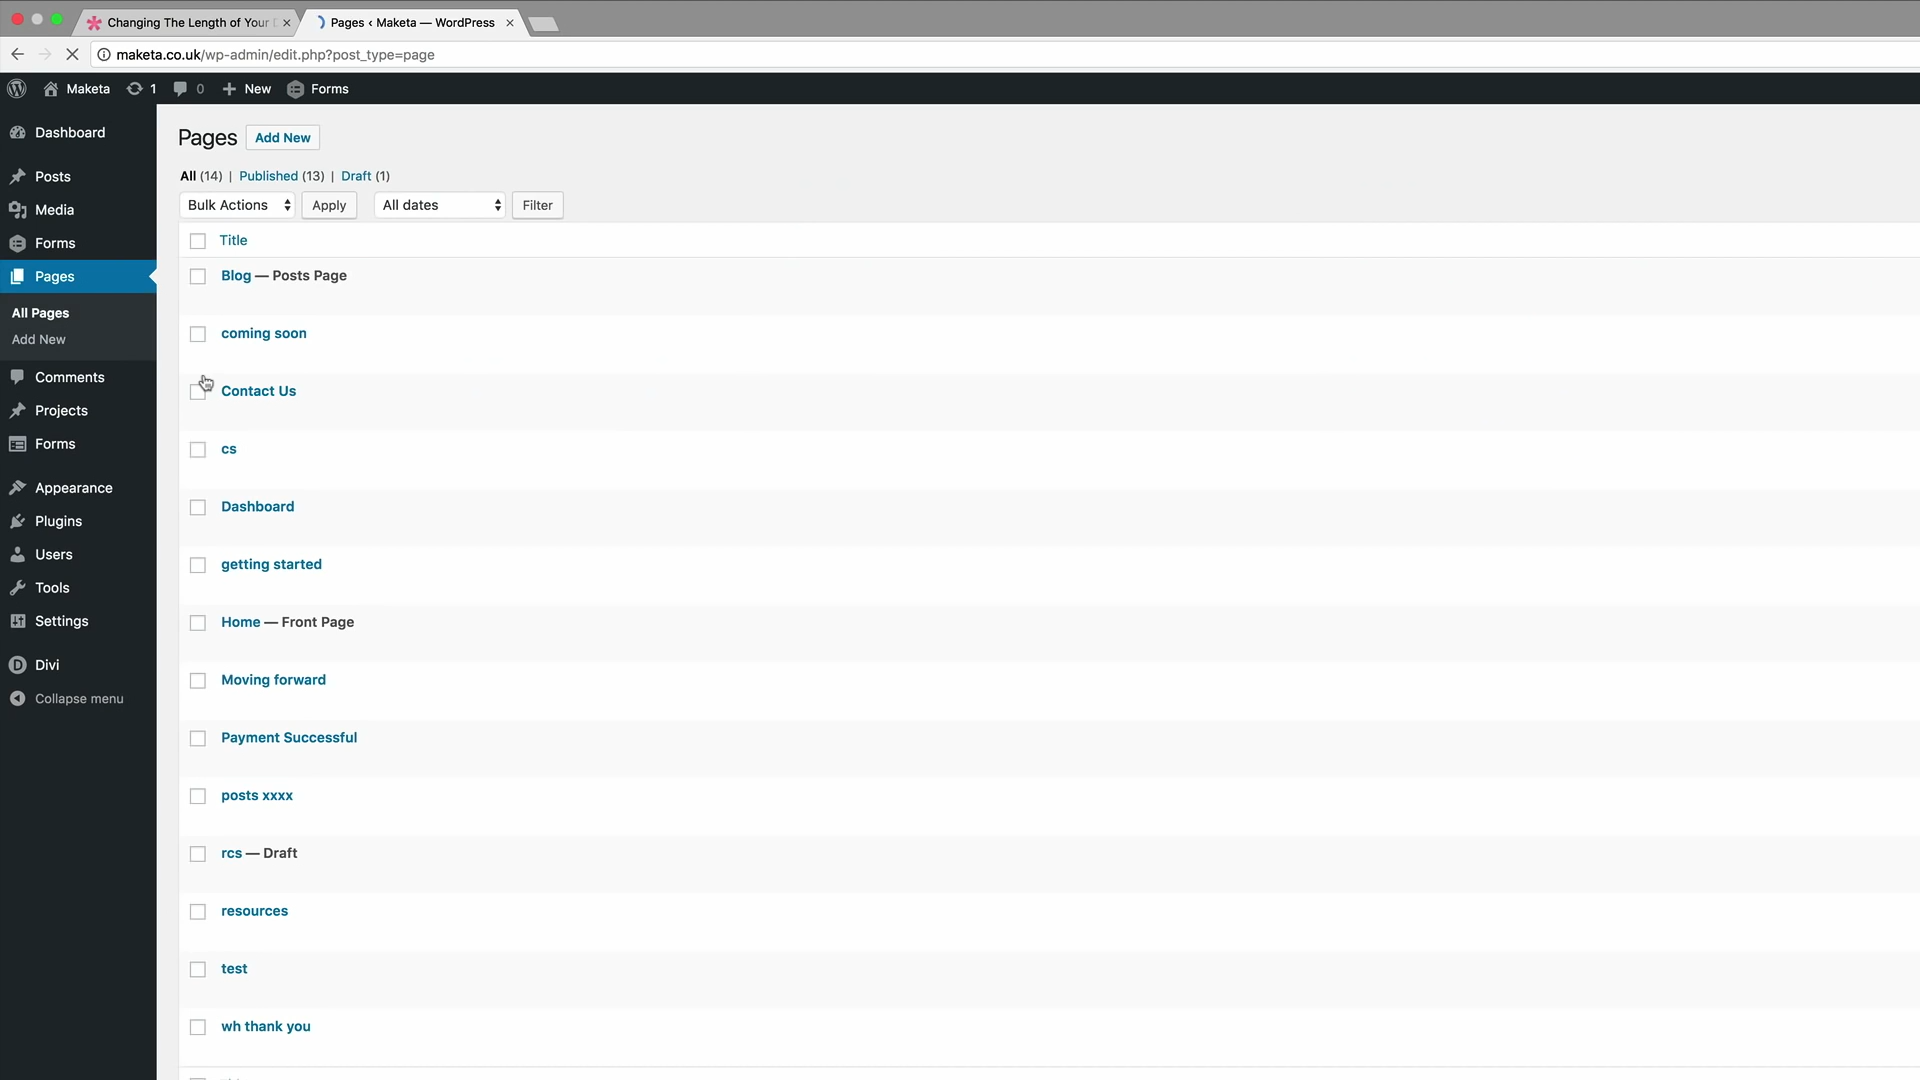 Changing The Length of Your
Pages ‹ Maketa — WordPress
maketa.co.uk/wp-admin/edit.php?post_type=page
Maketa 1 0 New Forms
Dashboard
Posts
Media
Forms
Pages
All Pages
Add New
Comments
Projects
Forms
Appearance
Plugins
Users
Tools
Settings
Divi
Collapse menu
Pages Add New
All (14) | Published (13) | Draft (1)
Bulk Actions Apply All dates Filter
Title
Blog — Posts Page
coming soon
Contact Us
cs
Dashboard
getting started
Home — Front Page
Moving forward
Payment Successful
posts xxxx
rcs — Draft
resources
test
wh thank you